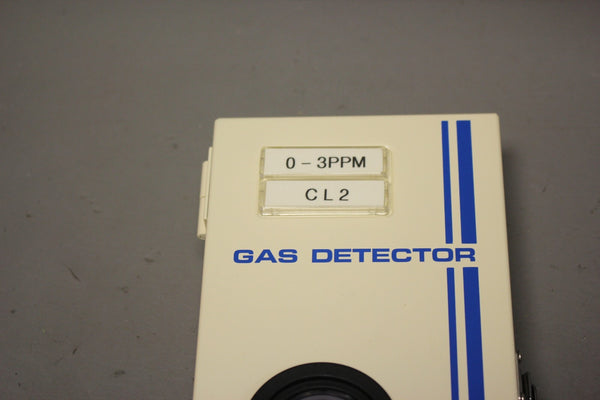 0 - 3PPM
CL2
GAS DETECTOR